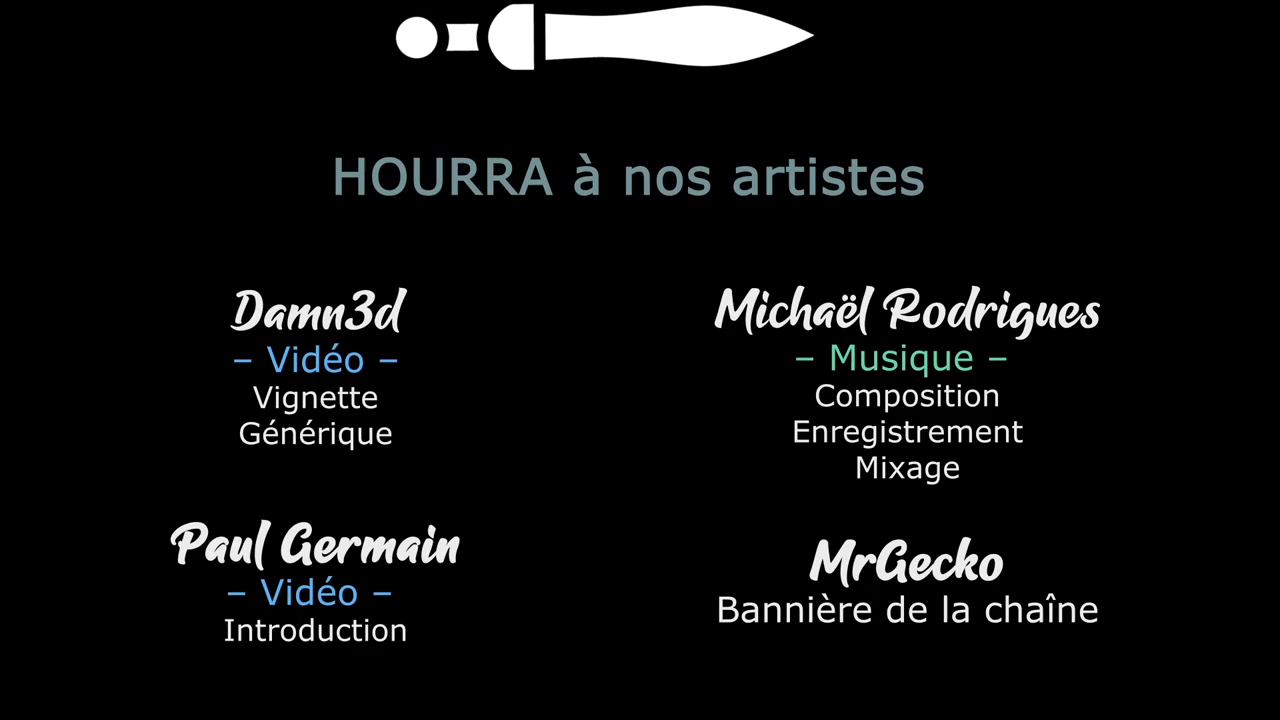 HOURRA à nos artistes
Damn3d
– Vidéo –
Vignette
Générique
Michaël Rodrigues
– Musique –
Composition
Enregistrement
Mixage
Paul Germain
– Vidéo –
Introduction
MrGecko
Bannière de la chaîne